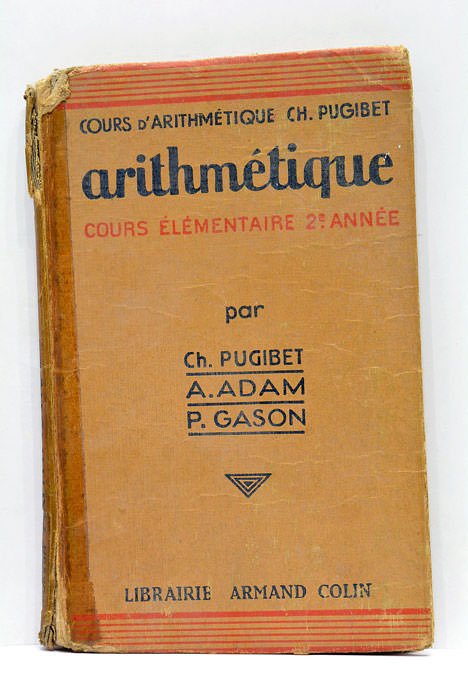 COURS D'ARITHMÉTIQUE CH. PUGIBET
arithmétique
COURS ÉLÉMENTAIRE 2E ANNÉE
par
Ch. PUGIBET
A. ADAM
P. GASON
LIBRAIRIE ARMAND COLIN